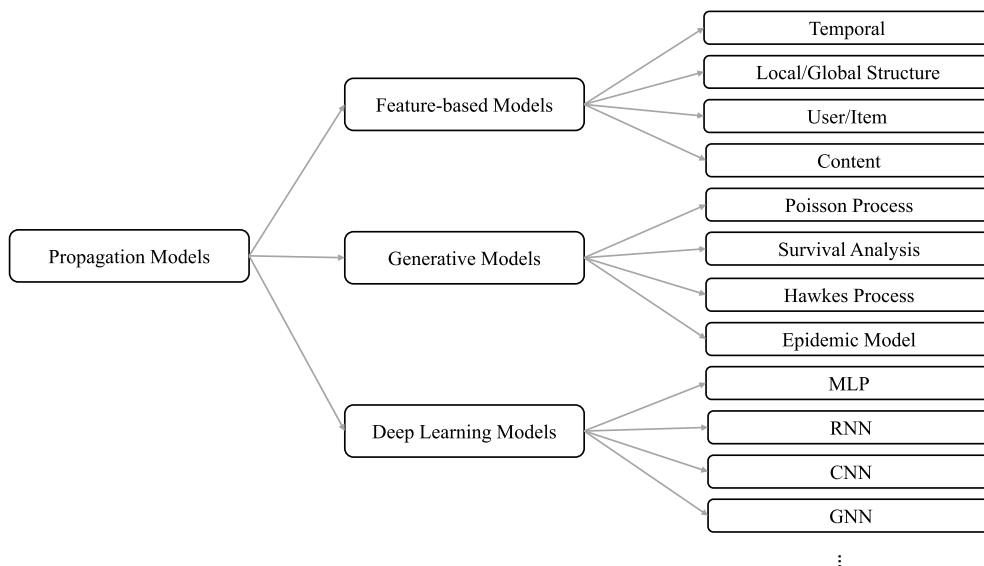 Propagation Models
Feature-based Models
Temporal
Local/Global Structure
User/Item
Content
Generative Models
Poisson Process
Survival Analysis
Hawkes Process
Epidemic Model
Deep Learning Models
MLP
RNN
CNN
GNN
⋮